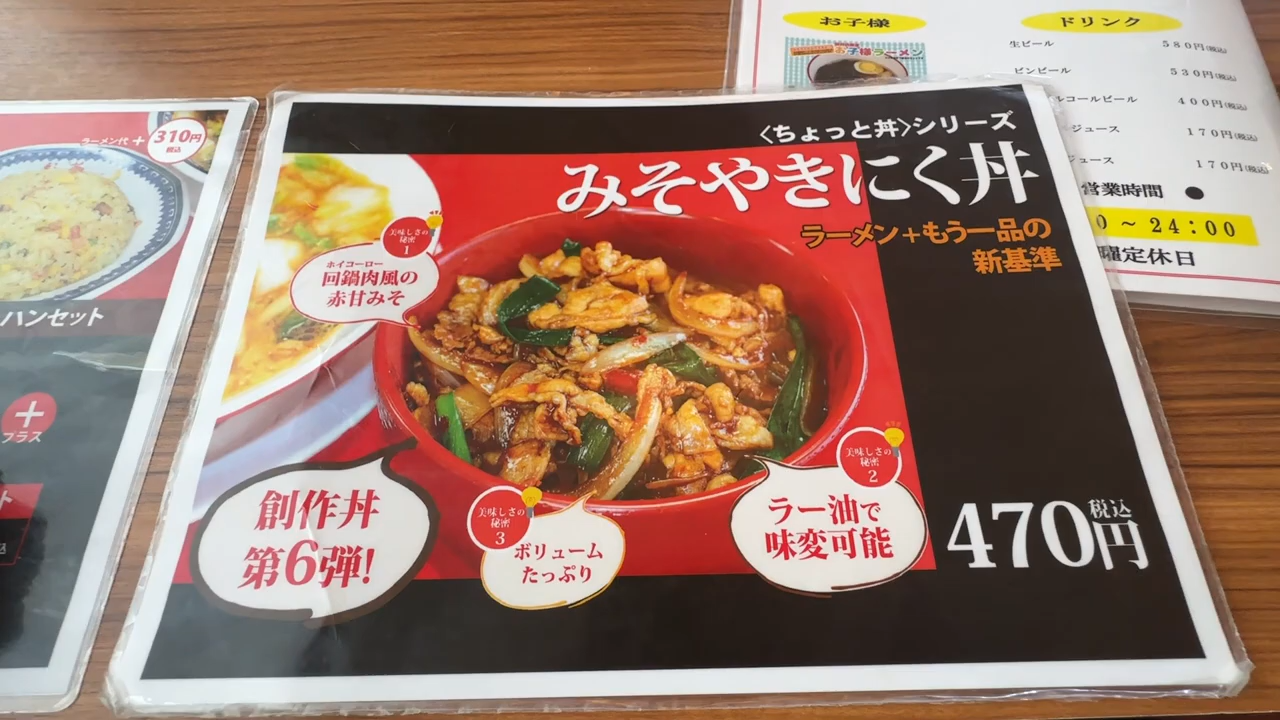 〈ちょっと丼〉シリーズ
みそやきにく丼
ラーメン+もう一品の
新基準
美味しさの
秘密
1
ホイコーロー
回鍋肉風の
赤甘みそ
美味しさの
秘密
2
ラー油で
味変可能
美味しさの
秘密
3
ボリューム
たっぷり
創作丼
第6弾!
470円
税込
ラーメン代+310円
税込
ハンセット
+
プラス
お子様
お子様ラーメン
ドリンク
生ビール 580円(税込)
ビンビール 530円(税込)
ルコールビール 400円(税込)
ジュース 170円(税込)
ジュース 170円(税込)
営業時間 ●
0～24:00
曜定休日